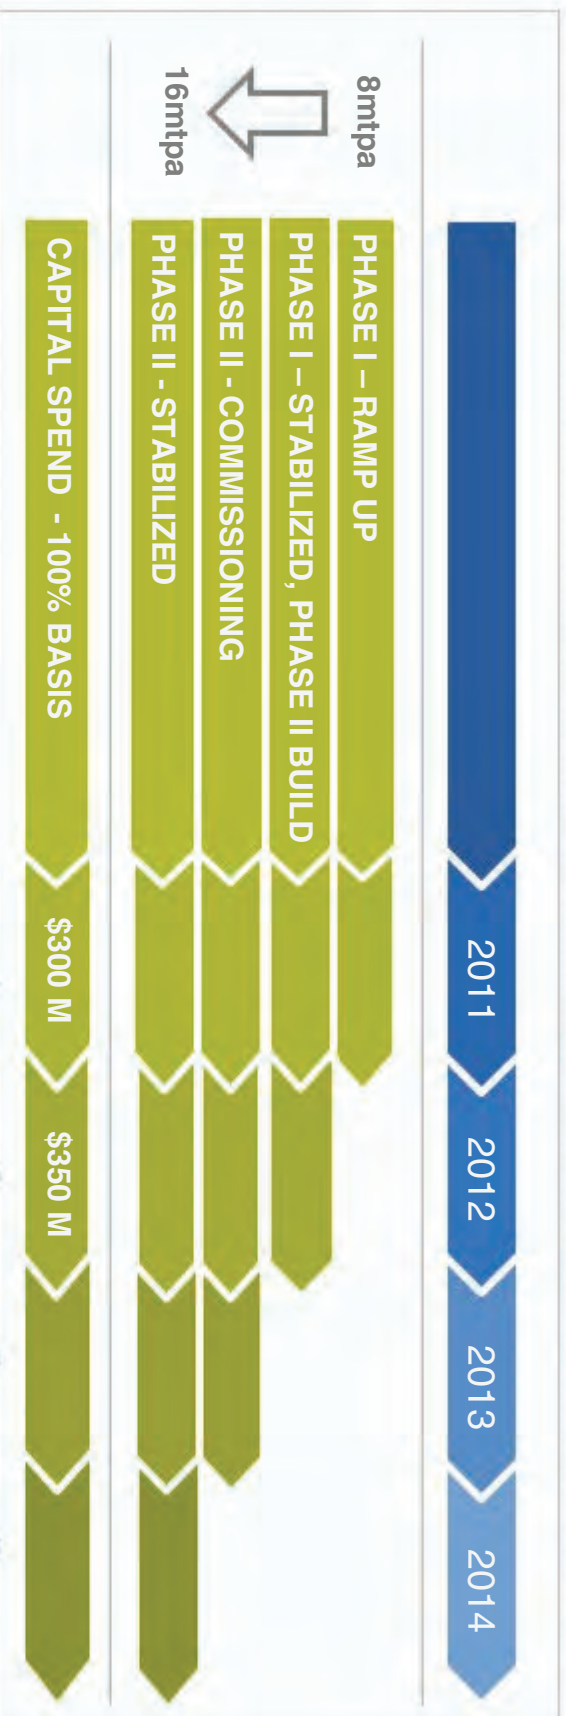 2011 2012 2013 2014
8mtpa
16mtpa
PHASE I – RAMP UP
PHASE I – STABILIZED, PHASE II BUILD
PHASE II - COMMISSIONING
PHASE II - STABILIZED
CAPITAL SPEND - 100% BASIS $300 M $350 M